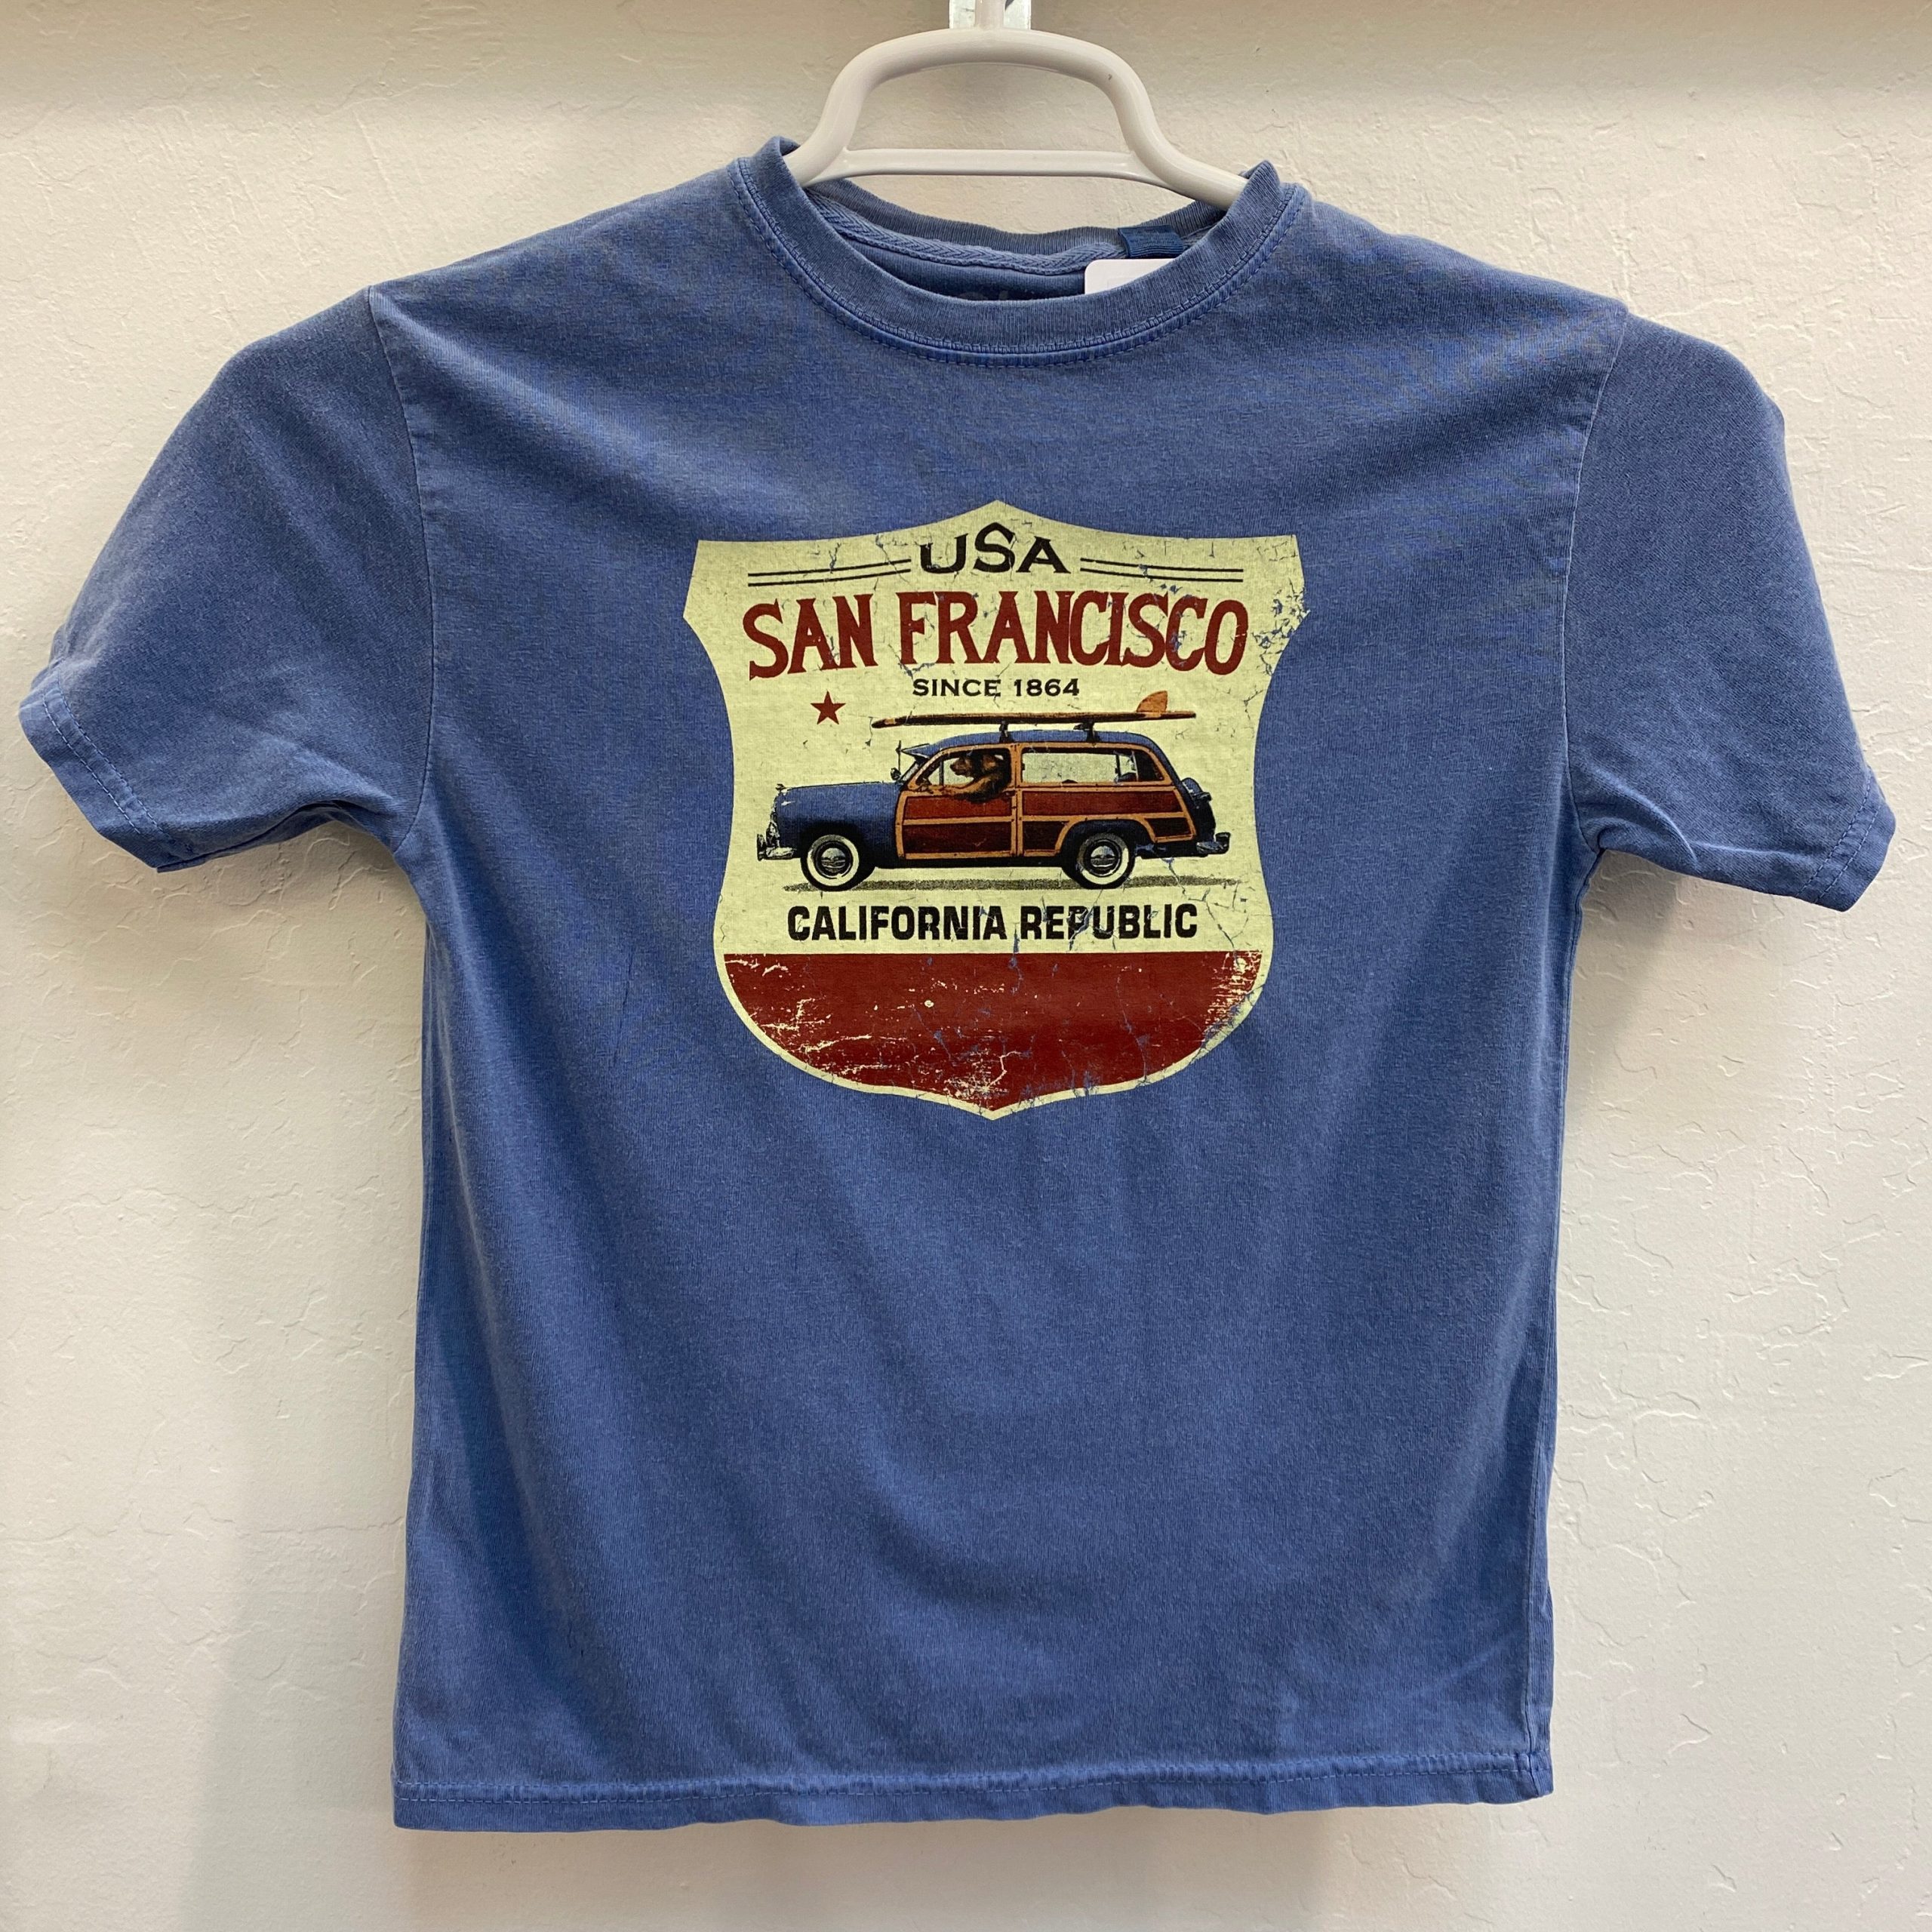 USA
SAN FRANCISCO
SINCE 1864
CALIFORNIA REPUBLIC